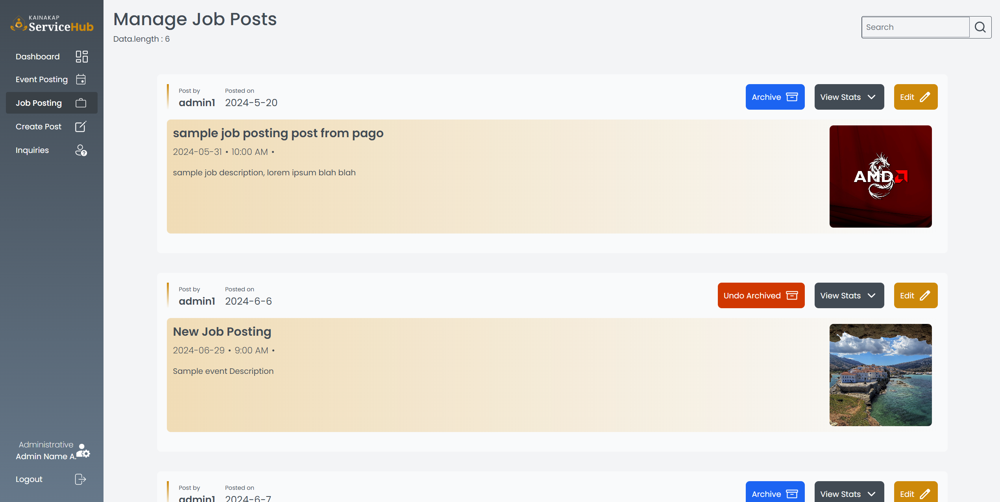 KAINAKAP
ServiceHub
Dashboard
Event Posting
Job Posting
Create Post
Inquiries
Administrative
Admin Name A.
Logout
Manage Job Posts
Data.length : 6
Search
Post by
admin1
Posted on
2024-5-20
Archive
View Stats
Edit
sample job posting post from pago
2024-05-31 • 10:00 AM •
sample job description, lorem ipsum blah blah
AMD
Post by
admin1
Posted on
2024-6-6
Undo Archived
View Stats
Edit
New Job Posting
2024-06-29 • 9:00 AM •
Sample event Description
Post by
admin1
Posted on
2024-6-7
Archive
View Stats
Edit